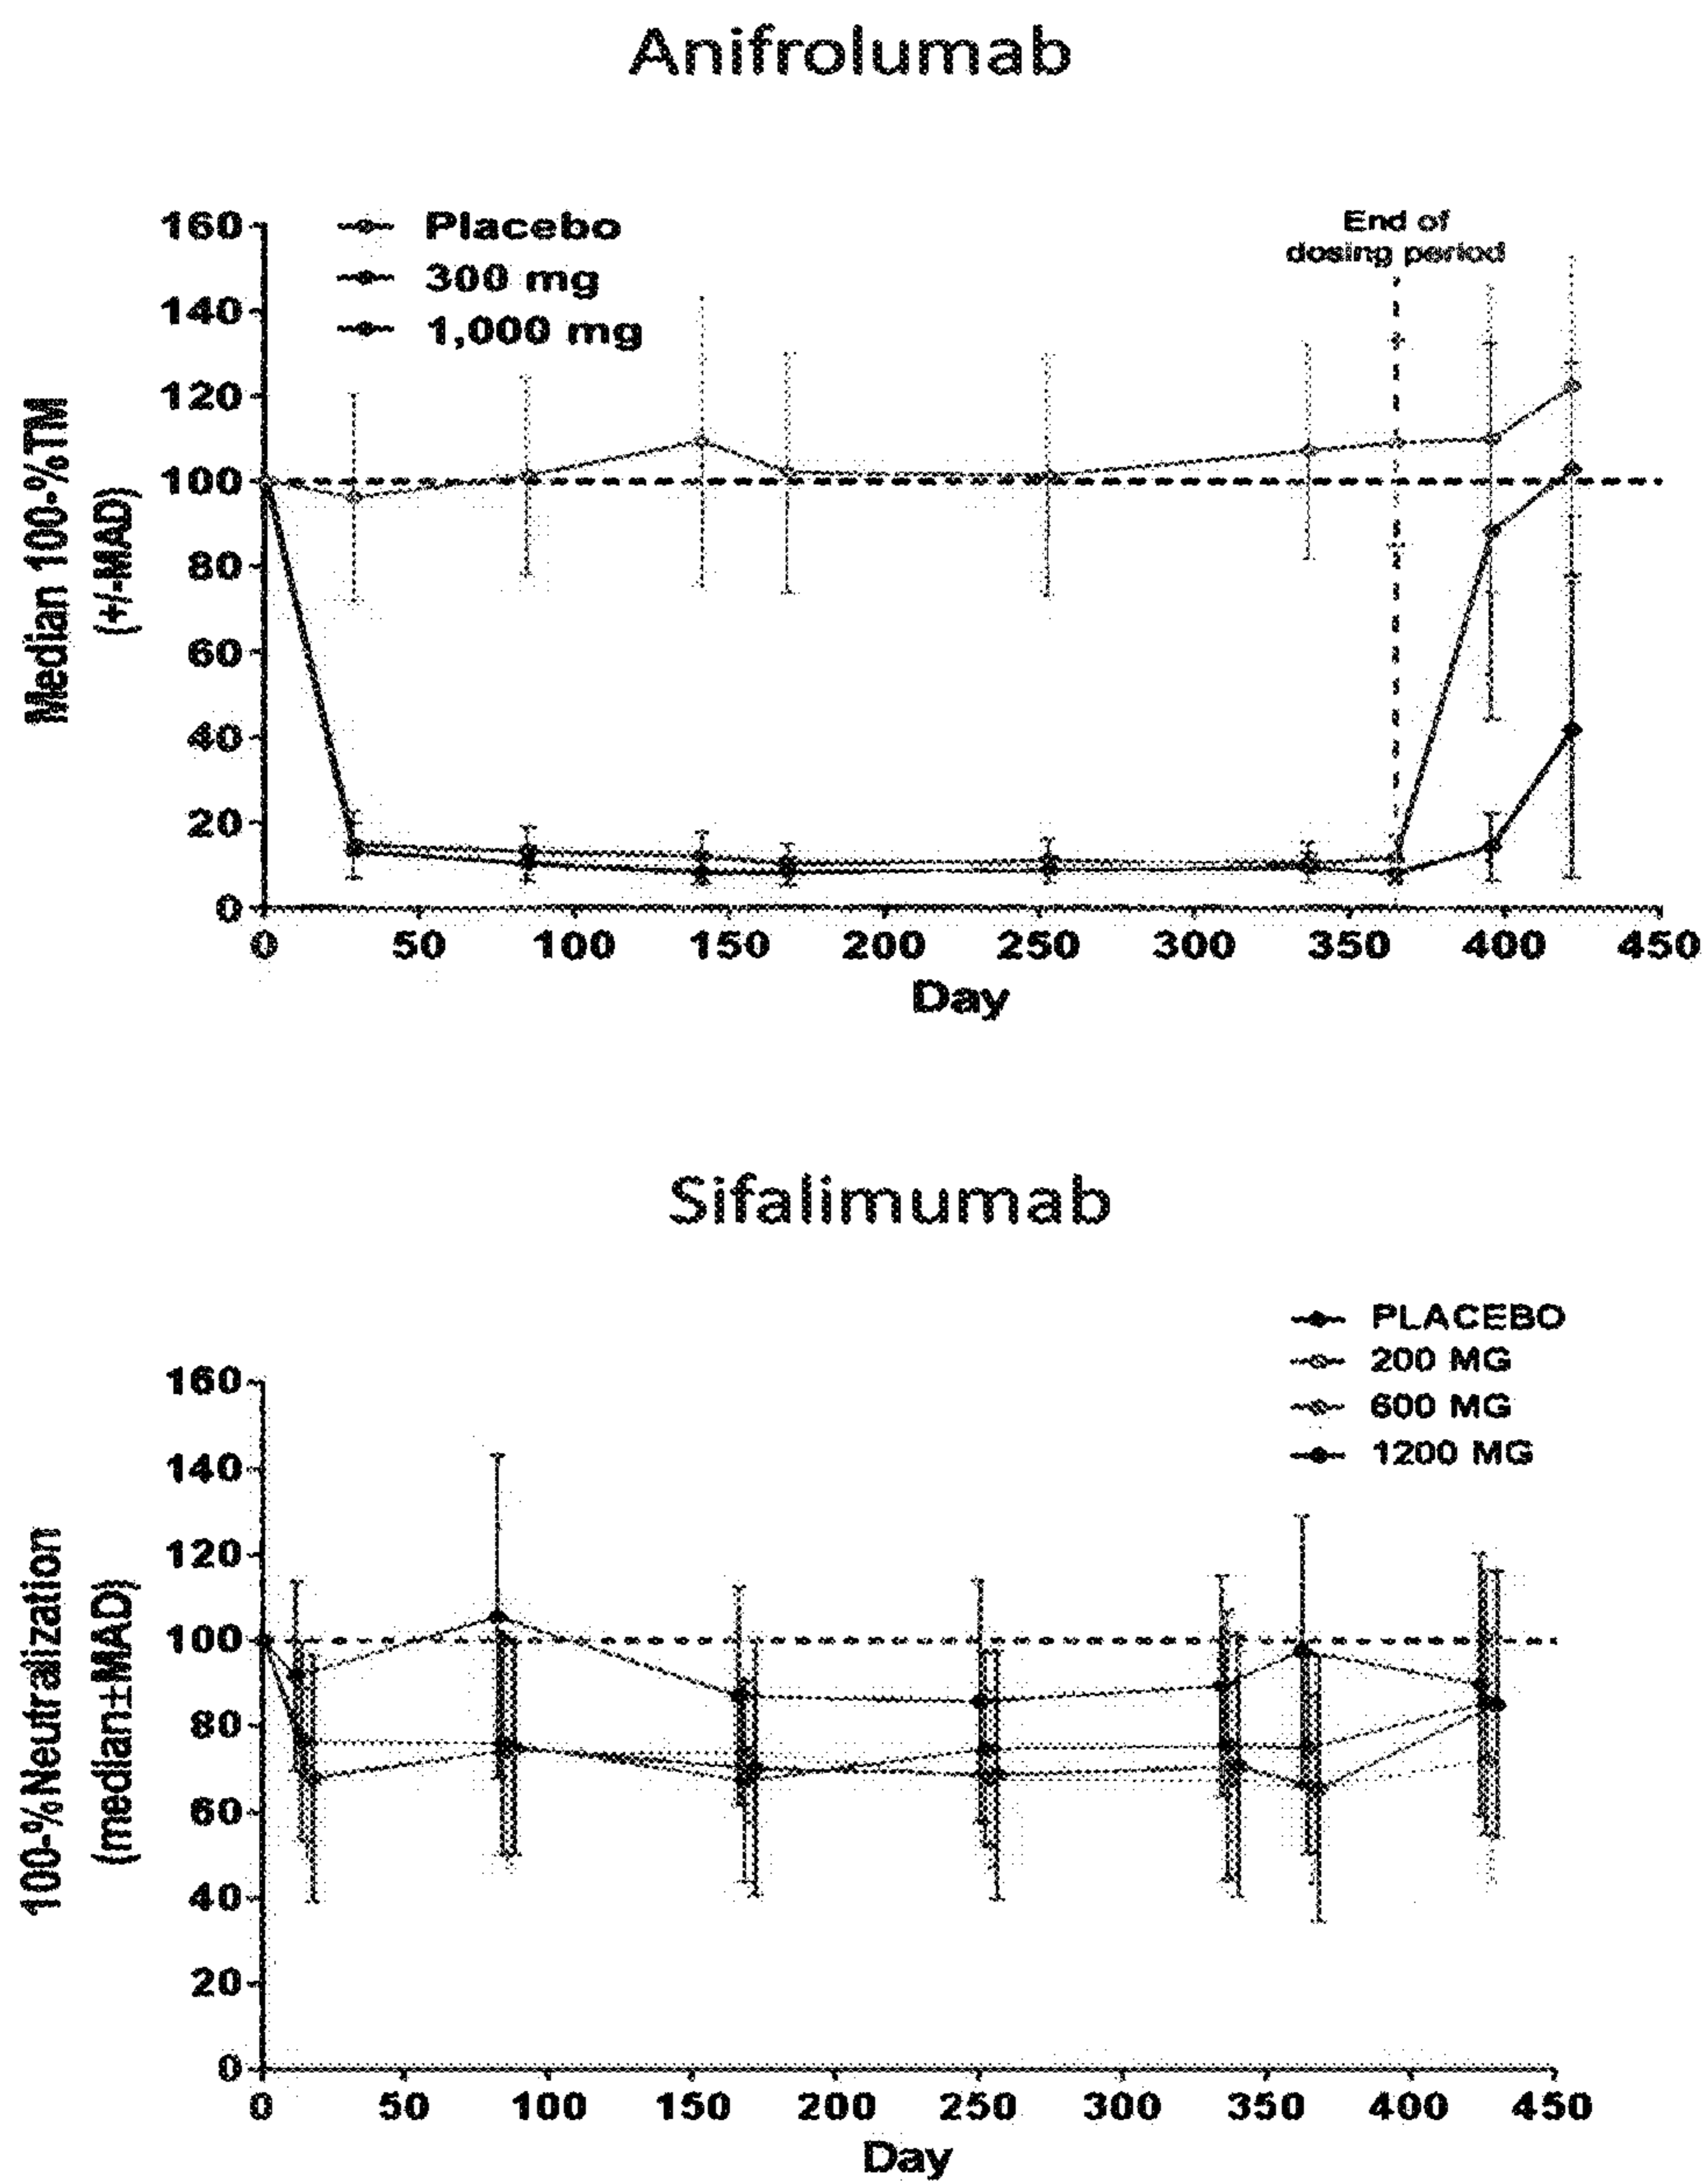 Anifrolumab
Placebo
300 mg
1,000 mg
End of
dosing period
Median 100-%TM
(+/-MAD)
160
140
120
100
80
60
40
20
0
0 50 100 150 200 250 300 350 400 450
Day
Sifalimumab
PLACEBO
200 MG
600 MG
1200 MG
100-%Neutralization
(median±MAD)
160
140
120
100
80
60
40
20
0
0 50 100 150 200 250 300 350 400 450
Day